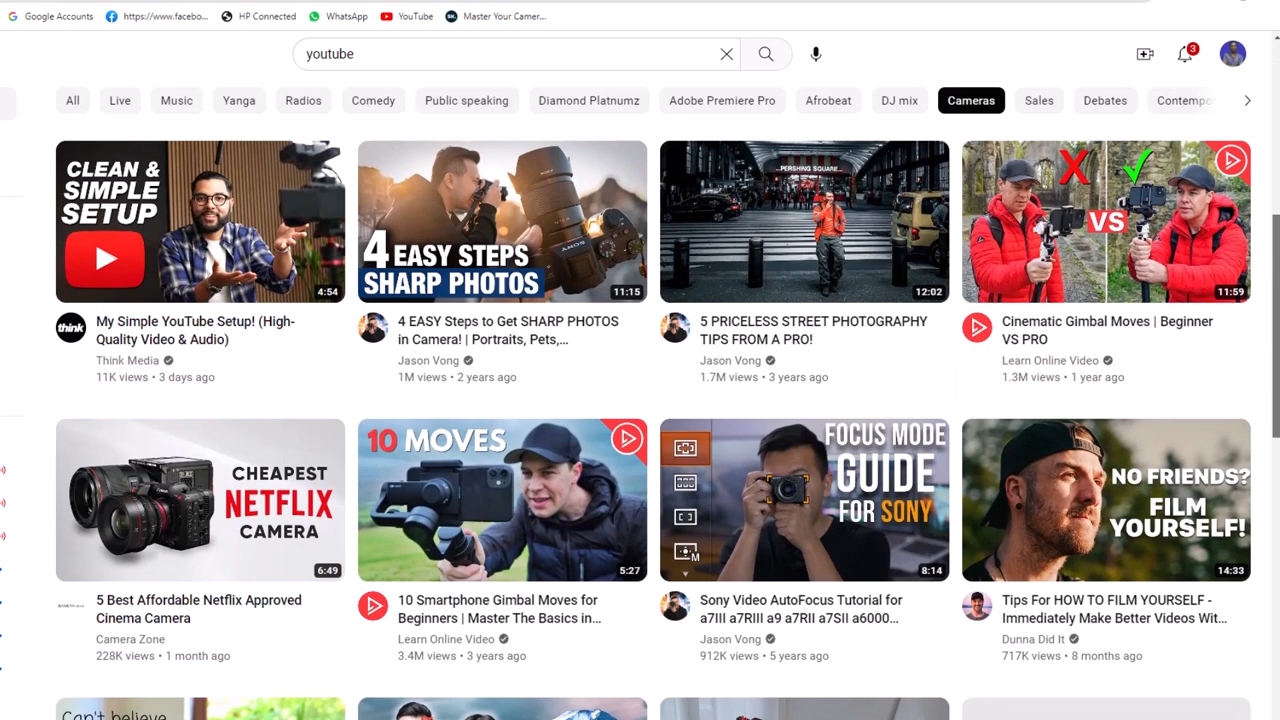 Google Accounts https://www.facebo... HP Connected WhatsApp YouTube SK. Master Your Camer...
youtube
3
All Live Music Yanga Radios Comedy Public speaking Diamond Platnumz Adobe Premiere Pro Afrobeat DJ mix Cameras Sales Debates Contempo
CLEAN &
SIMPLE
SETUP
4:54
SONY
4 EASY STEPS
SHARP PHOTOS
11:15
PERSHING SQUARE
12:02
X VS
11:59
think
My Simple YouTube Setup! (High-
Quality Video & Audio)
Think Media
11K views • 3 days ago
4 EASY Steps to Get SHARP PHOTOS
in Camera! | Portraits, Pets,...
Jason Vong
1M views • 2 years ago
5 PRICELESS STREET PHOTOGRAPHY
TIPS FROM A PRO!
Jason Vong
1.7M views • 3 years ago
Cinematic Gimbal Moves | Beginner
VS PRO
Learn Online Video
1.3M views • 1 year ago
CHEAPEST
NETFLIX
CAMERA
6:49
10 MOVES
5:27
FOCUS MODE
GUIDE
FOR SONY
M
8:14
NO FRIENDS?
FILM
YOURSELF!
14:33
5 Best Affordable Netflix Approved
Cinema Camera
Camera Zone
228K views • 1 month ago
10 Smartphone Gimbal Moves for
Beginners | Master The Basics in...
Learn Online Video
3.4M views • 3 years ago
Sony Video AutoFocus Tutorial for
a7III a7RIII a9 a7RII a7SII a6000...
Jason Vong
912K views • 5 years ago
Tips For HOW TO FILM YOURSELF -
Immediately Make Better Videos Wit...
Dunna Did It
717K views • 8 months ago
Can't believe